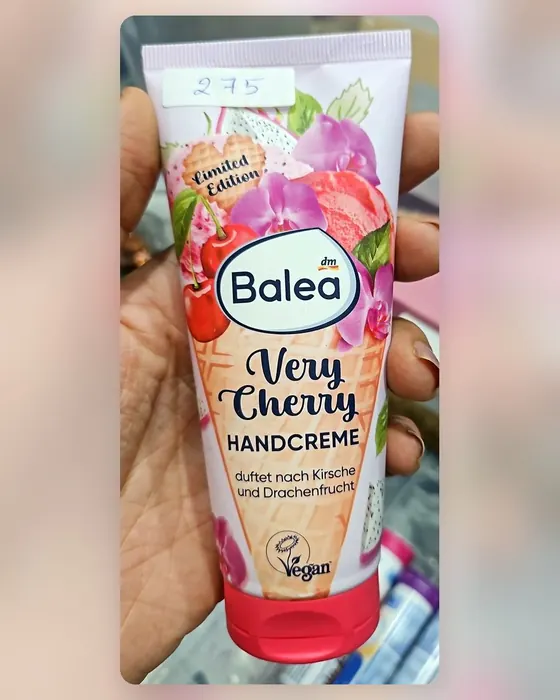 275
Limited
Edition
dm
Balea
Very
Cherry
HANDCREME
duftet nach Kirsche
und Drachenfrucht
Vegan